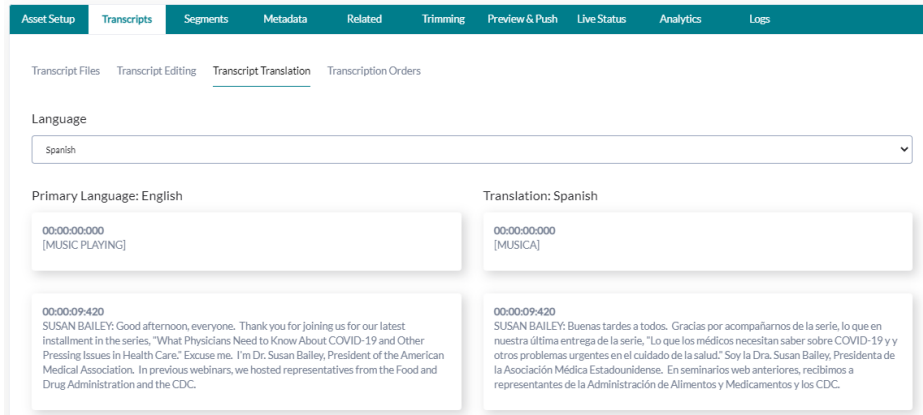 Asset Setup Transcripts Segments Metadata Related Trimming Preview & Push Live Status Analytics Logs
Transcript Files Transcript Editing Transcript Translation Transcription Orders
Language
Spanish
Primary Language: English
00:00:00:000
[MUSIC PLAYING]
00:00:09:420
SUSAN BAILEY: Good afternoon, everyone. Thank you for joining us for our latest
installment in the series, "What Physicians Need to Know About COVID-19 and Other
Pressing Issues in Health Care." Excuse me. I'm Dr. Susan Bailey, President of the American
Medical Association. In previous webinars, we hosted representatives from the Food and
Drug Administration and the CDC.
Translation: Spanish
00:00:00:000
[MUSICA]
00:00:09:420
SUSAN BAILEY: Buenas tardes a todos. Gracias por acompañarnos de la serie, lo que en
nuestra última entrega de la serie, "Lo que los médicos necesitan saber sobre COVID-19 y y
otros problemas urgentes en el cuidado de la salud." Soy la Dra. Susan Bailey, Presidenta de
la Asociación Médica Estadounidense. En seminarios web anteriores, recibimos a
representantes de la Administración de Alimentos y Medicamentos y los CDC.